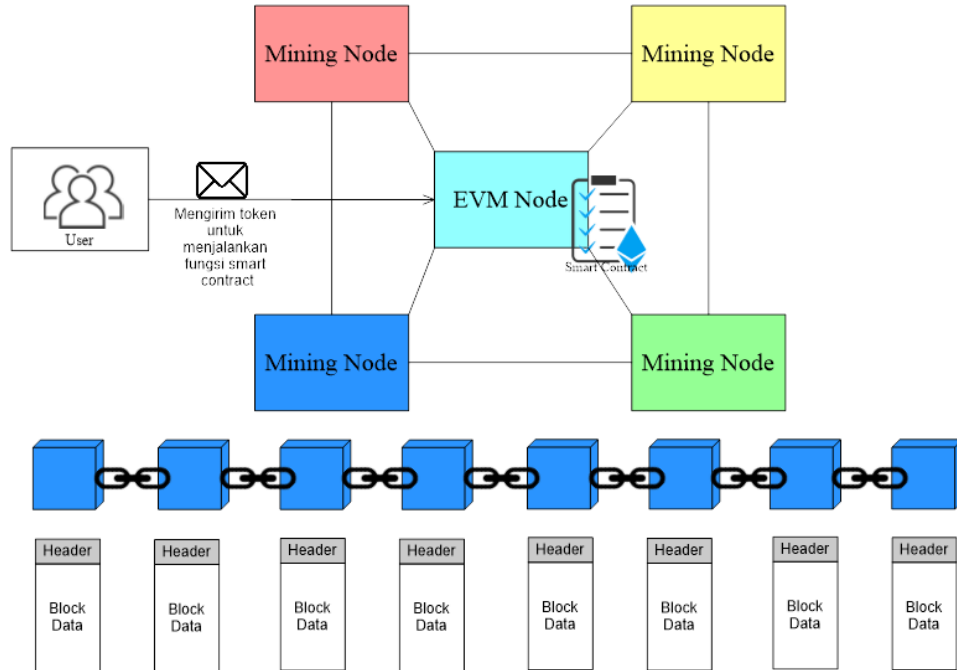 Mining Node
Mining Node
EVM Node
User
Mengirim token
untuk
menjalankan
fungsi smart
contract
Smart Contract
Mining Node
Mining Node
Header
Header
Header
Header
Header
Header
Header
Header
Block
Data
Block
Data
Block
Data
Block
Data
Block
Data
Block
Data
Block
Data
Block
Data